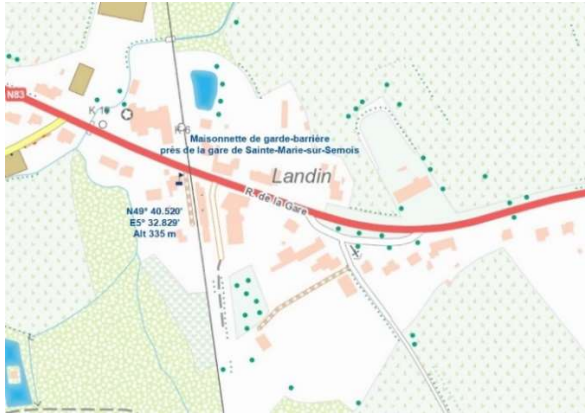 N83
Maisonnette de garde-barrière
près de la gare de Sainte-Marie-sur-Semois
Landin
R. de la Gare
N49° 40.520'
E5° 32.829'
Alt 335 m